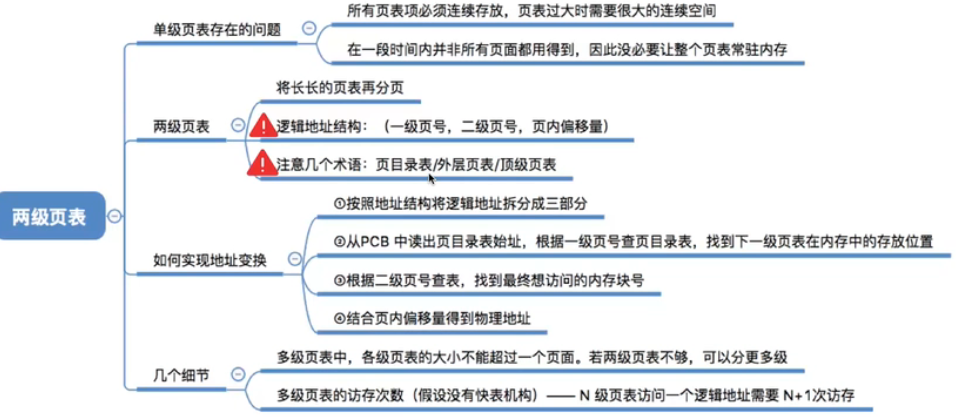 两级页表
单级页表存在的问题
所有页表项必须连续存放，页表过大时需要很大的连续空间
在一段时间内并非所有页面都用得到，因此没必要让整个页表常驻内存
两级页表
将长长的页表再分页
逻辑地址结构：（一级页号，二级页号，页内偏移量）
注意几个术语：页目录表/外层页表/顶级页表
如何实现地址变换
①按照地址结构将逻辑地址拆分成三部分
②从PCB 中读出页目录表始址，根据一级页号查页目录表，找到下一级页表在内存中的存放位置
③根据二级页号查表，找到最终想访问的内存块号
④结合页内偏移量得到物理地址
几个细节
多级页表中，各级页表的大小不能超过一个页面。若两级页表不够，可以分更多级
多级页表的访存次数（假设没有快表机构）—— N 级页表访问一个逻辑地址需要 N+1次访存